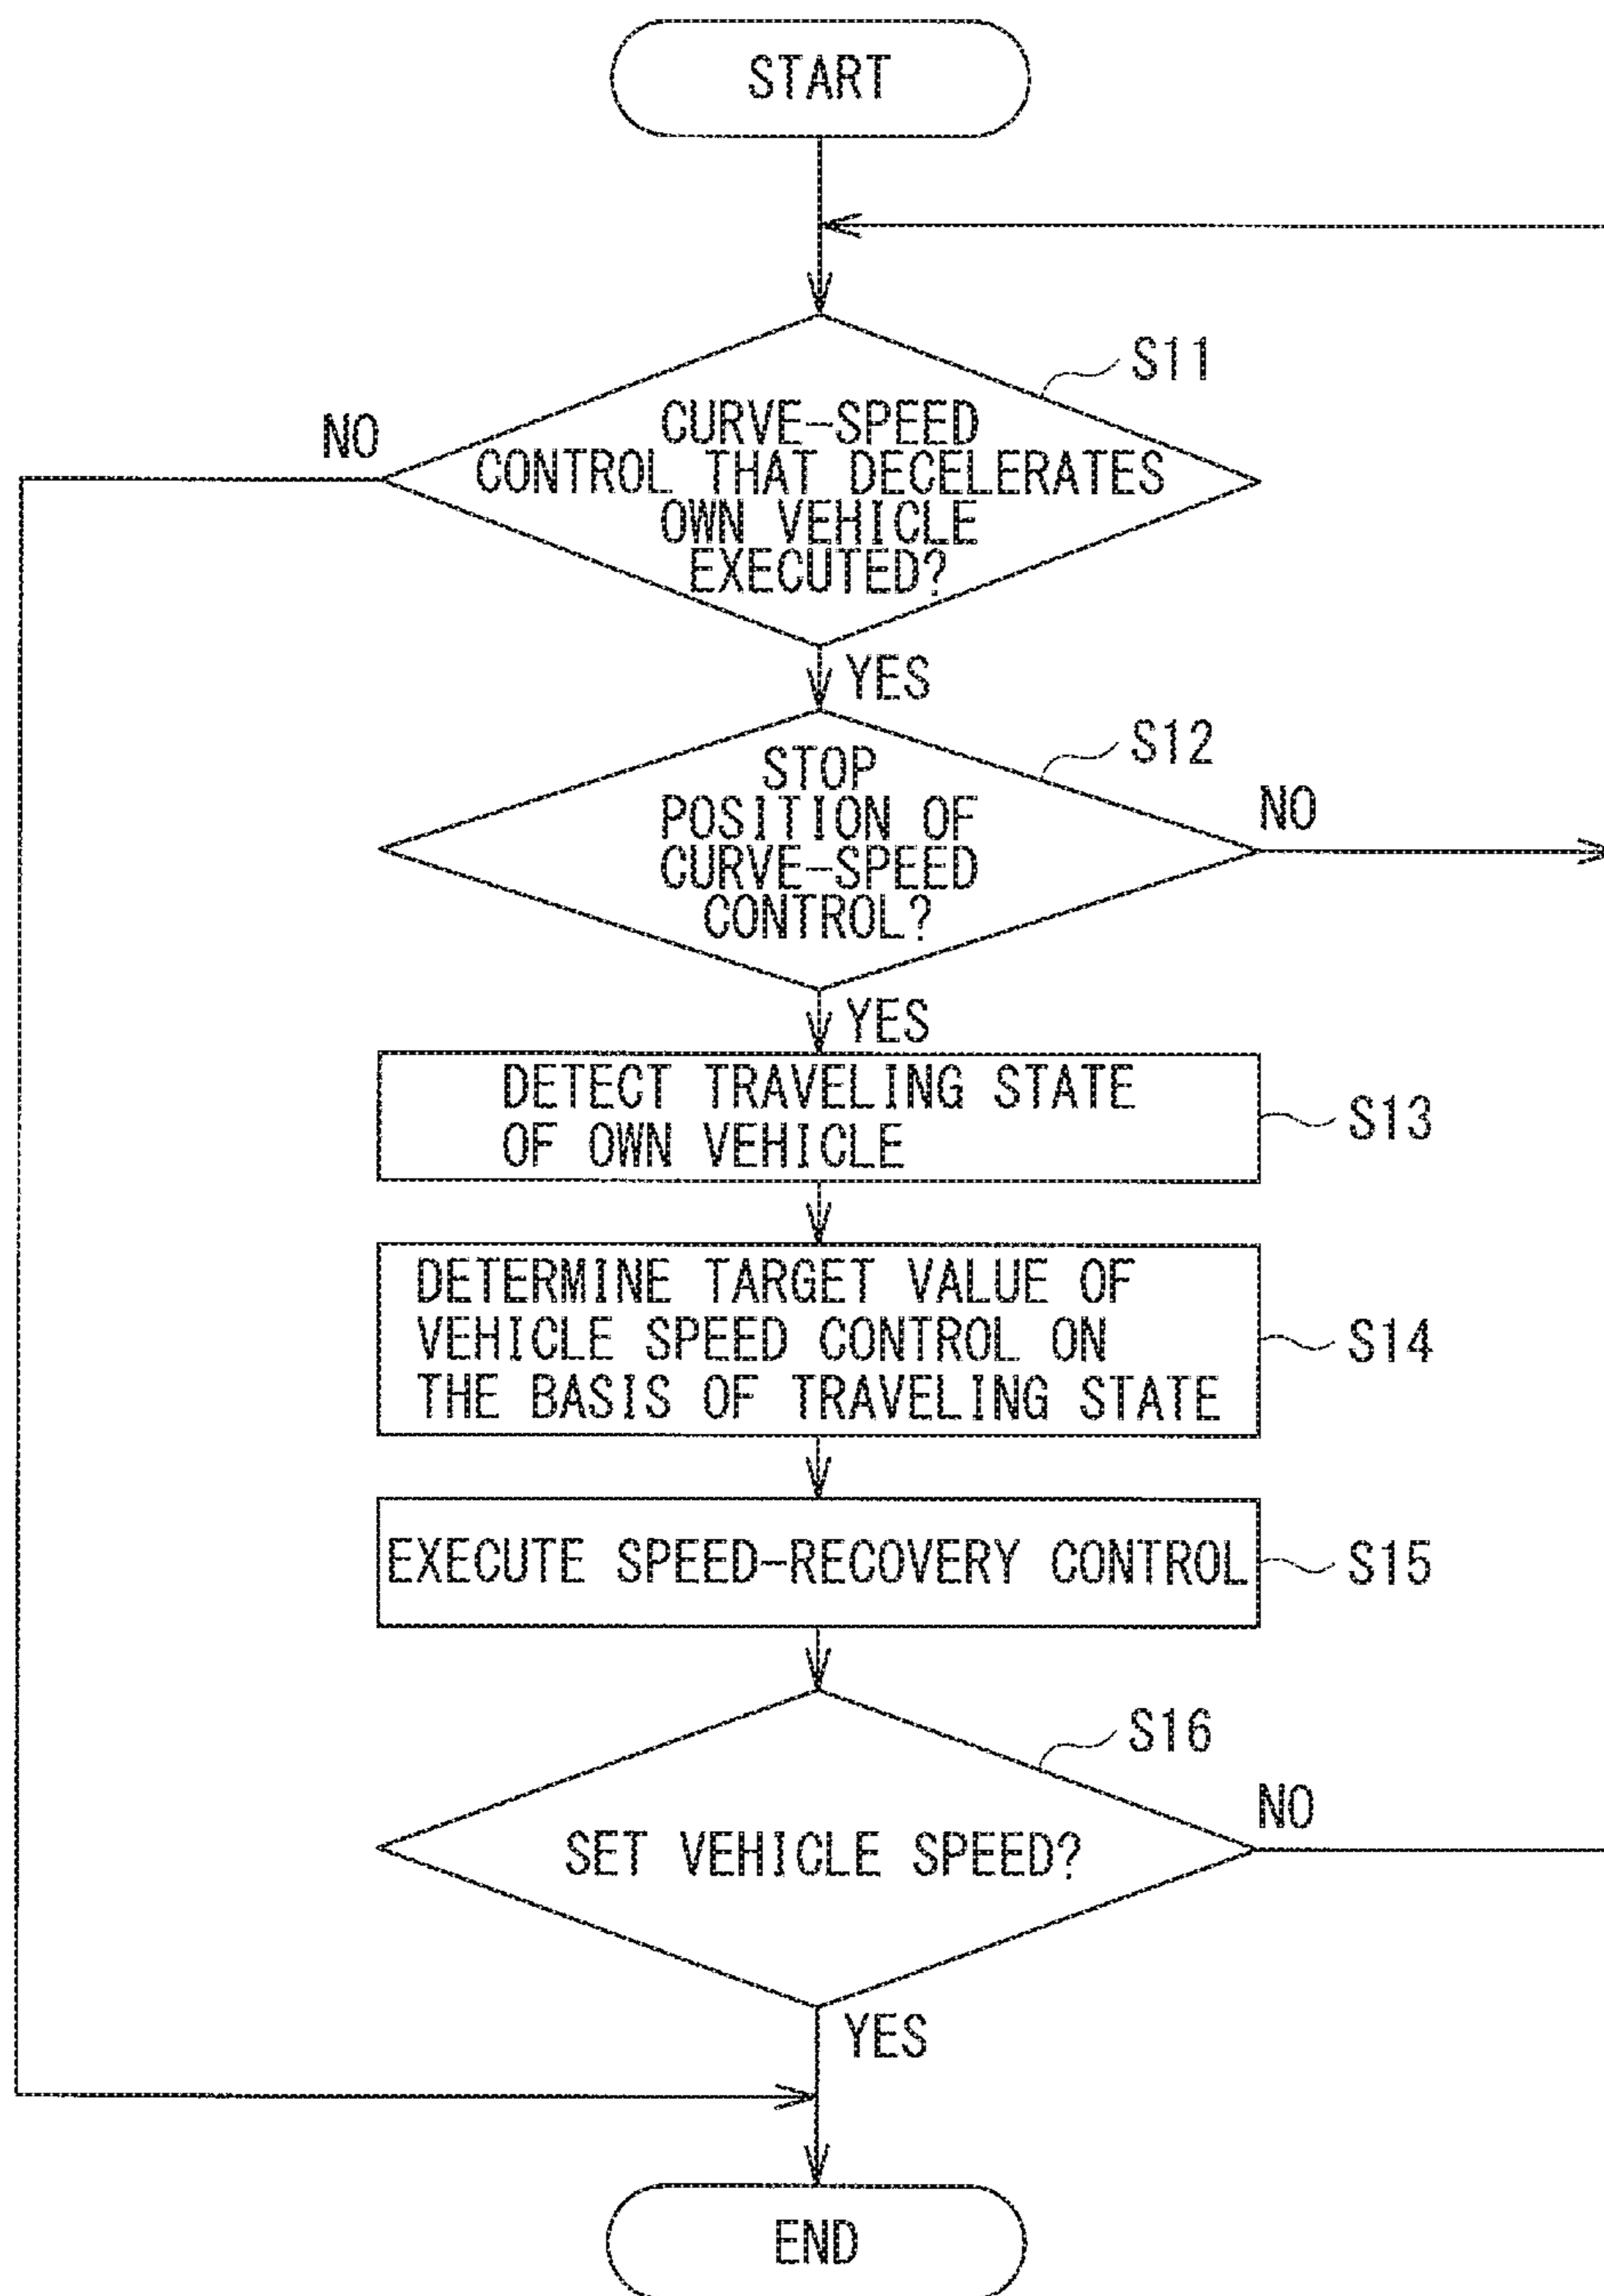 START
S11
NO
CURVE-SPEED
CONTROL THAT DECELERATES
OWN VEHICLE
EXECUTED?
YES
S12
STOP
POSITION OF
CURVE-SPEED
CONTROL?
NO
YES
DETECT TRAVELING STATE
OF OWN VEHICLE
S13
DETERMINE TARGET VALUE OF
VEHICLE SPEED CONTROL ON
THE BASIS OF TRAVELING STATE
S14
EXECUTE SPEED-RECOVERY CONTROL
S15
S16
NO
SET VEHICLE SPEED?
YES
END